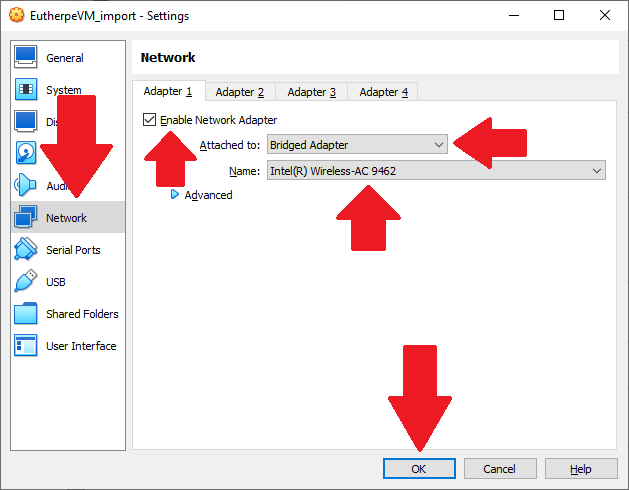 EutherpeVM_import - Settings
General
System
Dis
Audi
Network
Serial Ports
USB
Shared Folders
User Interface
Network
Adapter 1 Adapter 2 Adapter 3 Adapter 4
Enable Network Adapter
Attached to: Bridged Adapter
Name: Intel(R) Wireless-AC 9462
Advanced
OK Cancel Help